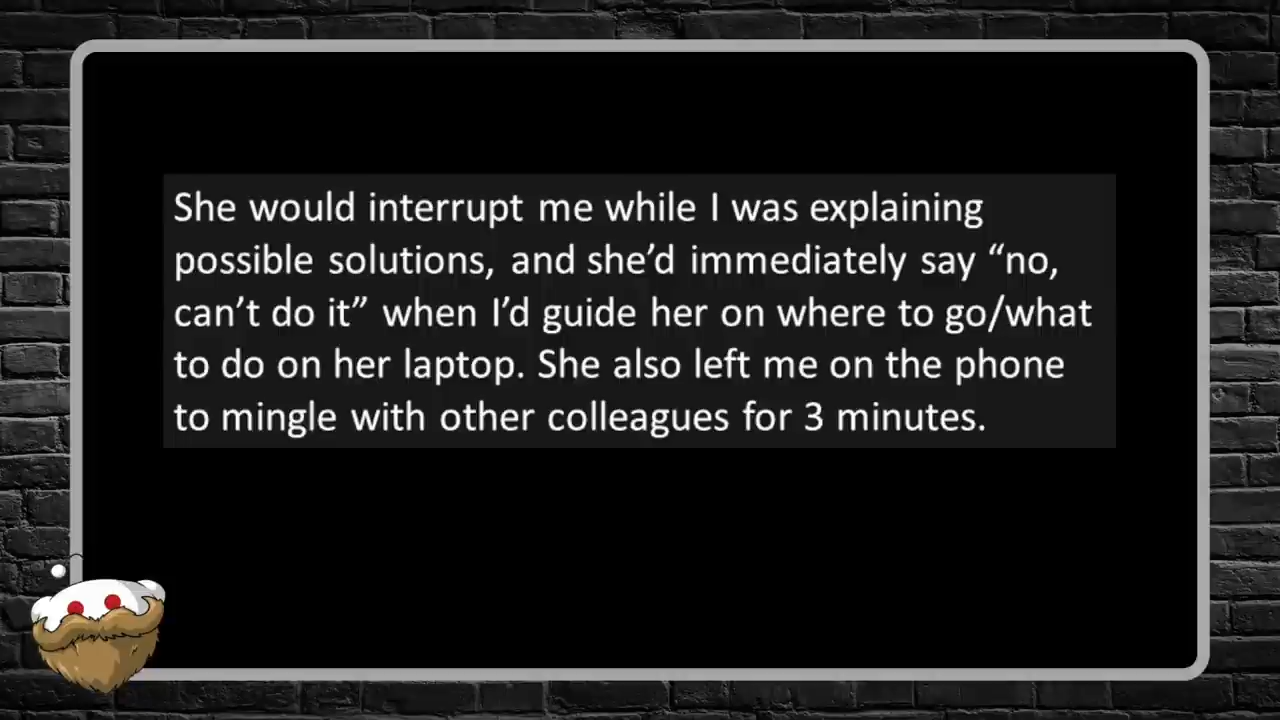 She would interrupt me while I was explaining
possible solutions, and she’d immediately say “no,
can’t do it” when I’d guide her on where to go/what
to do on her laptop. She also left me on the phone
to mingle with other colleagues for 3 minutes.